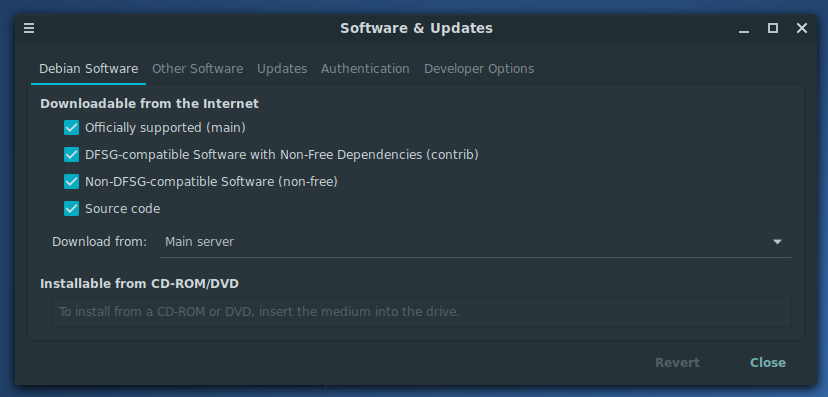 Software & Updates
Debian Software Other Software Updates Authentication Developer Options
Downloadable from the Internet
Officially supported (main)
DFSG-compatible Software with Non-Free Dependencies (contrib)
Non-DFSG-compatible Software (non-free)
Source code
Download from: Main server
Installable from CD-ROM/DVD
To install from a CD-ROM or DVD, insert the medium into the drive.
Revert Close